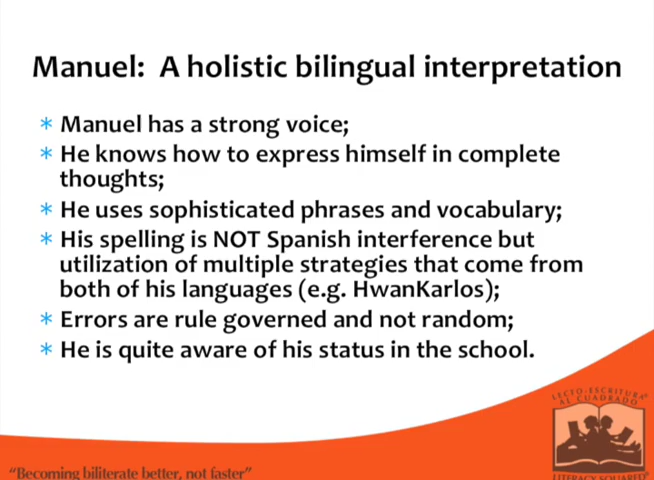 Manuel: A holistic bilingual interpretation
* Manuel has a strong voice;
* He knows how to express himself in complete
thoughts;
* He uses sophisticated phrases and vocabulary;
* His spelling is NOT Spanish interference but
utilization of multiple strategies that come from
both of his languages (e.g. HwanKarlos);
* Errors are rule governed and not random;
* He is quite aware of his status in the school.
LECTO-ESCRITURA
AL CUADRADO
LITERACY SQUARED®
"Becoming biliterate better, not faster"